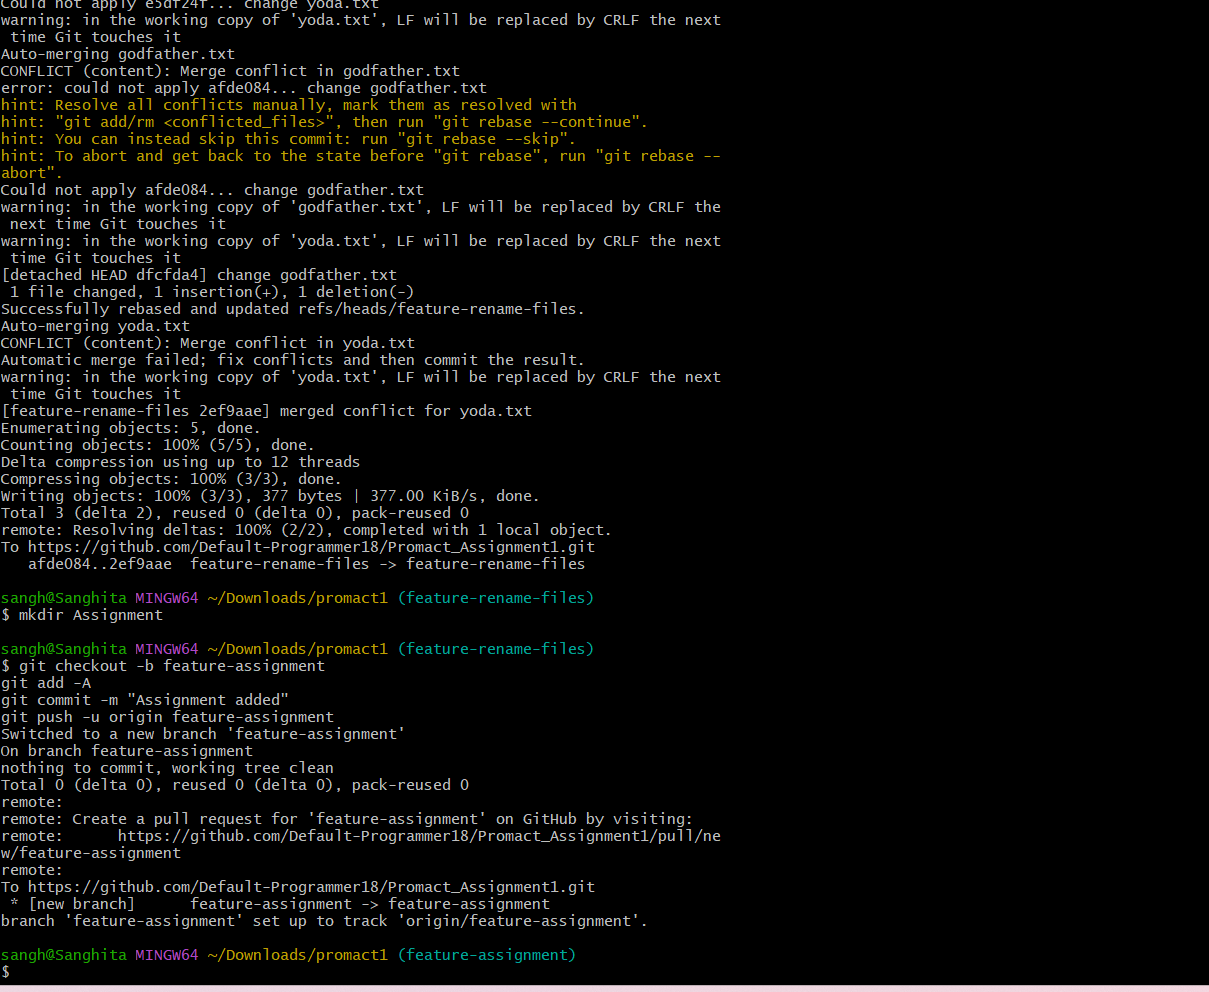 Could not apply e5df24f... change yoda.txt
warning: in the working copy of 'yoda.txt', LF will be replaced by CRLF the next
 time Git touches it
Auto-merging godfather.txt
CONFLICT (content): Merge conflict in godfather.txt
error: could not apply afde084... change godfather.txt
hint: Resolve all conflicts manually, mark them as resolved with
hint: "git add/rm <conflicted_files>", then run "git rebase --continue".
hint: You can instead skip this commit: run "git rebase --skip".
hint: To abort and get back to the state before "git rebase", run "git rebase --
abort".
Could not apply afde084... change godfather.txt
warning: in the working copy of 'godfather.txt', LF will be replaced by CRLF the
 next time Git touches it
warning: in the working copy of 'yoda.txt', LF will be replaced by CRLF the next
 time Git touches it
[detached HEAD dfcfda4] change godfather.txt
 1 file changed, 1 insertion(+), 1 deletion(-)
Successfully rebased and updated refs/heads/feature-rename-files.
Auto-merging yoda.txt
CONFLICT (content): Merge conflict in yoda.txt
Automatic merge failed; fix conflicts and then commit the result.
warning: in the working copy of 'yoda.txt', LF will be replaced by CRLF the next
 time Git touches it
[feature-rename-files 2ef9aae] merged conflict for yoda.txt
Enumerating objects: 5, done.
Counting objects: 100% (5/5), done.
Delta compression using up to 12 threads
Compressing objects: 100% (3/3), done.
Writing objects: 100% (3/3), 377 bytes | 377.00 KiB/s, done.
Total 3 (delta 2), reused 0 (delta 0), pack-reused 0
remote: Resolving deltas: 100% (2/2), completed with 1 local object.
To https://github.com/Default-Programmer18/Promact_Assignment1.git
   afde084..2ef9aae  feature-rename-files -> feature-rename-files

sangh@Sanghita MINGW64 ~/Downloads/promact1 (feature-rename-files)
$ mkdir Assignment

sangh@Sanghita MINGW64 ~/Downloads/promact1 (feature-rename-files)
$ git checkout -b feature-assignment
git add -A
git commit -m "Assignment added"
git push -u origin feature-assignment
Switched to a new branch 'feature-assignment'
On branch feature-assignment
nothing to commit, working tree clean
Total 0 (delta 0), reused 0 (delta 0), pack-reused 0
remote:
remote: Create a pull request for 'feature-assignment' on GitHub by visiting:
remote:      https://github.com/Default-Programmer18/Promact_Assignment1/pull/ne
w/feature-assignment
remote:
To https://github.com/Default-Programmer18/Promact_Assignment1.git
 * [new branch]      feature-assignment -> feature-assignment
branch 'feature-assignment' set up to track 'origin/feature-assignment'.

sangh@Sanghita MINGW64 ~/Downloads/promact1 (feature-assignment)
$